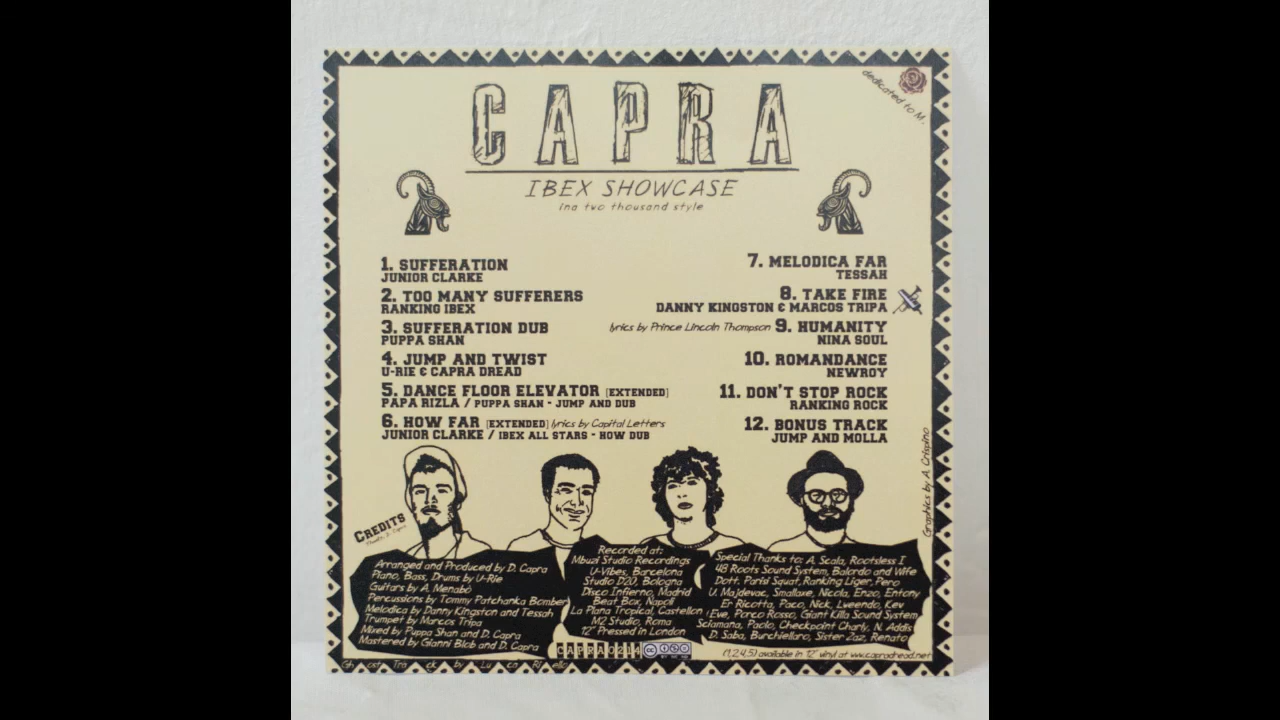 dedicated to M.
CAPRA
IBEX SHOWCASE
ina two thousand style
1. SUFFERATION
JUNIOR CLARKE
2. TOO MANY SUFFERERS
RANKING IBEX
3. SUFFERATION DUB
PUPPA SHAN
4. JUMP AND TWIST
U-RIE & CAPRA DREAD
5. DANCE FLOOR ELEVATOR [EXTENDED]
PAPA RIZLA / PUPPA SHAN - JUMP AND DUB
6. HOW FAR [EXTENDED] lyrics by Capital Letters
JUNIOR CLARKE / IBEX ALL STARS - HOW DUB
7. MELODICA FAR
TESSAH
8. TAKE FIRE
DANNY KINGSTON & MARCOS TRIPA
lyrics by Prince Lincoln Thompson 9. HUMANITY
NINA SOUL
10. ROMANDANCE
NEWROY
11. DON'T STOP ROCK
RANKING ROCK
12. BONUS TRACK
JUMP AND MOLLA
Graphics by A. Crispino
CREDITS
Arranged and Produced by D. Capra
Piano, Bass, Drums by U-Rie
Guitars by A. Menabò
Percussions by Tommy Patchanka Bomber
Melodica by Danny Kingston and Tessah
Trumpet by Marcos Tripa
Mixed by Puppa Shan and D. Capra
Mastered by Gianni Blob and D. Capra
Recorded at:
Mbuzi Studio Recordings
U-Vibes, Barcelona
Studio D20, Bologna
Disco Infierno, Madrid
Beat Box, Napoli
La Plana Tropical, Castellon
M2 Studio, Roma
12" Pressed in London
Special Thanks to: A. Scala, Rootsless I
48 Roots Sound System, Balordo and Wife
Dott. Parisi Squat, Ranking Liger, Pero
U. Majdevac, Smallaxe, Nicola, Enzo, Entony
Er Ricotta, Paco, Nick, Lveendo, Kev
Eve, Porco Rosso, Giant Killa Sound System
Sciamana, Paolo, Checkpoint Charly, N. Addis
D. Saba, Burchiellaro, Sister Zaz, Renato
CAPRA0214
(1,2,4,5) available in 12" vinyl at www.capradread.net
Ghost Track by Luca Riello